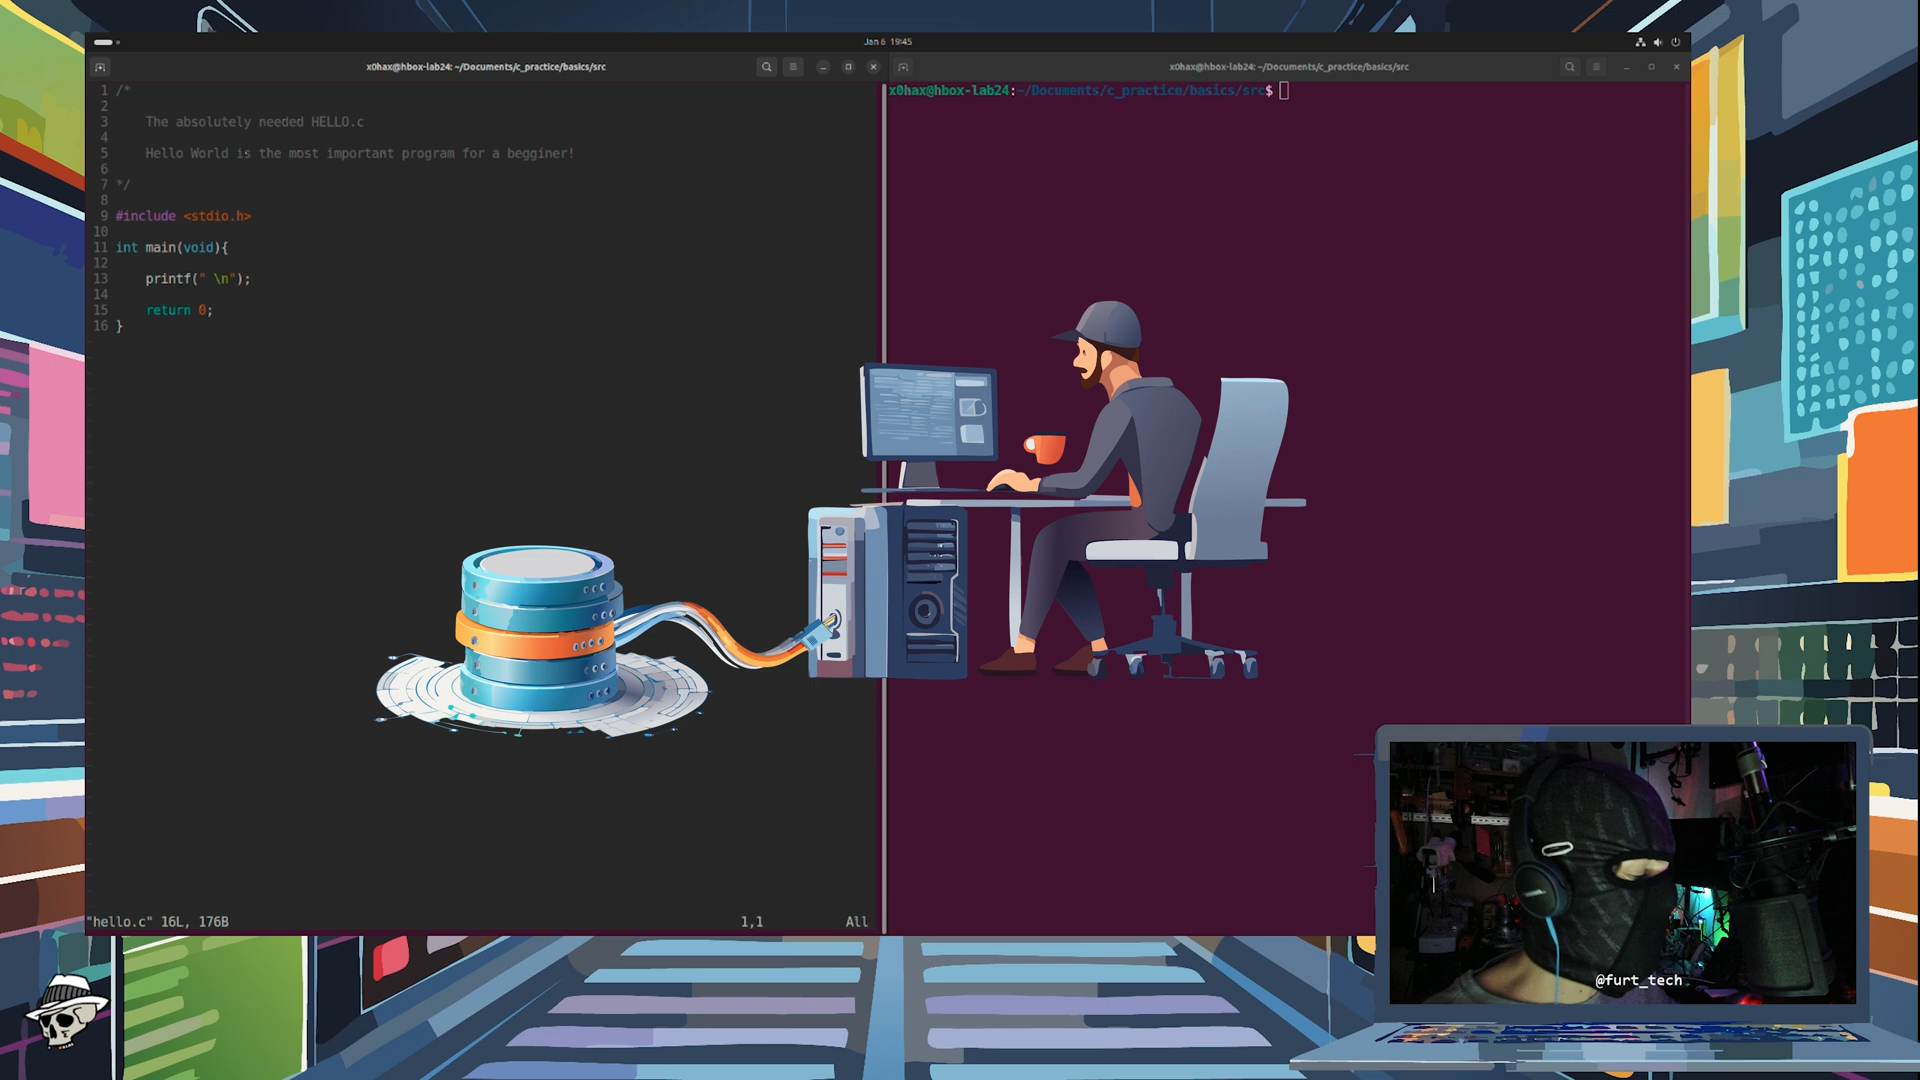 Jan 6 19:45
x0hax@hbox-lab24: ~/Documents/c_practice/basics/src
1 /*
2
3 The absolutely needed HELLO.c
4
5 Hello World is the most important program for a begginer!
6
7 */
8
9 #include <stdio.h>
10
11 int main(void){
12
13 printf(" \n");
14
15 return 0;
16 }
"hello.c" 16L, 176B 1,1 All
x0hax@hbox-lab24: ~/Documents/c_practice/basics/src
x0hax@hbox-lab24:~/Documents/c_practice/basics/src$
@furt_tech